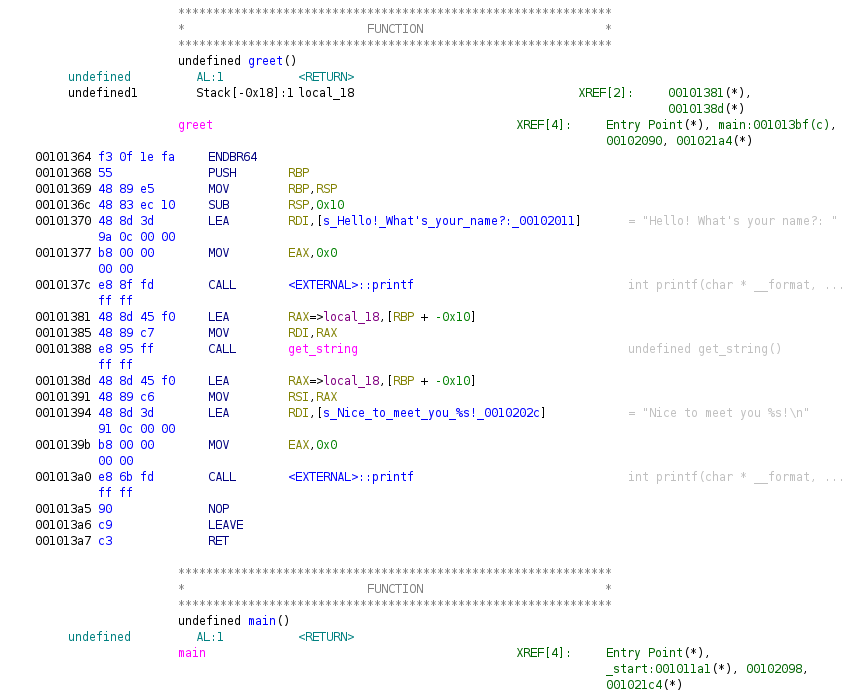 *************************************************************
* FUNCTION *
*************************************************************
undefined greet()
undefined AL:1 <RETURN>
undefined1 Stack[-0x18]:1 local_18 XREF[2]: 00101381(*),
0010138d(*)
greet XREF[4]: Entry Point(*), main:001013bf(c),
00102090, 001021a4(*)
00101364 f3 0f 1e fa ENDBR64
00101368 55 PUSH RBP
00101369 48 89 e5 MOV RBP,RSP
0010136c 48 83 ec 10 SUB RSP,0x10
00101370 48 8d 3d LEA RDI,[s_Hello!_What's_your_name?:_00102011] = "Hello! What's your name?: "
9a 0c 00 00
00101377 b8 00 00 MOV EAX,0x0
00 00
0010137c e8 8f fd CALL <EXTERNAL>::printf int printf(char * __format, ...
ff ff
00101381 48 8d 45 f0 LEA RAX=>local_18,[RBP + -0x10]
00101385 48 89 c7 MOV RDI,RAX
00101388 e8 95 ff CALL get_string undefined get_string()
ff ff
0010138d 48 8d 45 f0 LEA RAX=>local_18,[RBP + -0x10]
00101391 48 89 c6 MOV RSI,RAX
00101394 48 8d 3d LEA RDI,[s_Nice_to_meet_you_%s!_0010202c] = "Nice to meet you %s!\n"
91 0c 00 00
0010139b b8 00 00 MOV EAX,0x0
00 00
001013a0 e8 6b fd CALL <EXTERNAL>::printf int printf(char * __format, ...
ff ff
001013a5 90 NOP
001013a6 c9 LEAVE
001013a7 c3 RET
*************************************************************
* FUNCTION *
*************************************************************
undefined main()
undefined AL:1 <RETURN>
main XREF[4]: Entry Point(*),
_start:001011a1(*), 00102098,
001021c4(*)